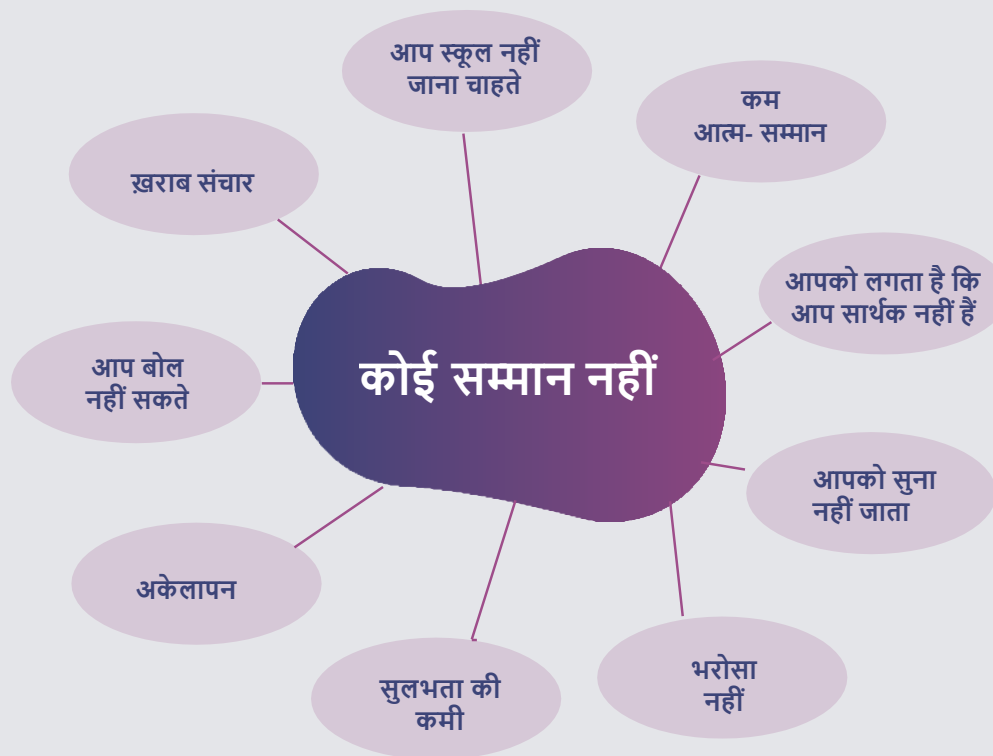 आप स्कूल नहीं
जाना चाहते
कम
आत्म- सम्मान
ख़राब संचार
आपको लगता है कि
आप सार्थक नहीं हैं
आप बोल
नहीं सकते
कोई सम्मान नहीं
आपको सुना
नहीं जाता
अकेलापन
सुलभता की
कमी
भरोसा
नहीं